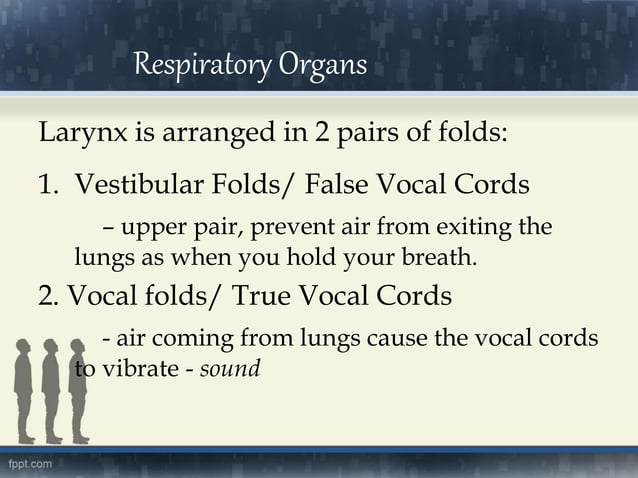 Respiratory Organs
Larynx is arranged in 2 pairs of folds:
1. Vestibular Folds/ False Vocal Cords
– upper pair, prevent air from exiting the
lungs as when you hold your breath.
2. Vocal folds/ True Vocal Cords
- air coming from lungs cause the vocal cords
to vibrate - sound
fppt.com